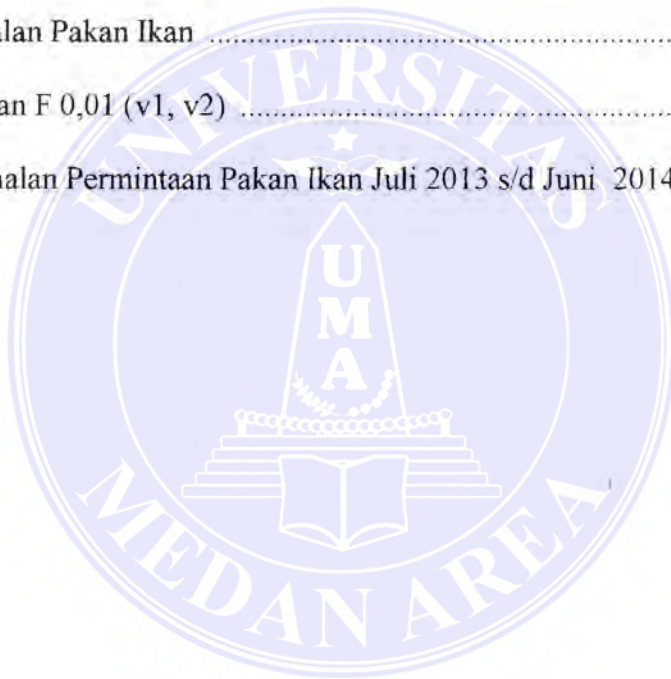 alan Pakan Ikan ......................................................
an F 0,01 (v1, v2) ..................................................
nalan Permintaan Pakan Ikan Juli 2013 s/d Juni 2014
UNIVERSITAS
U
M
A
MEDAN AREA